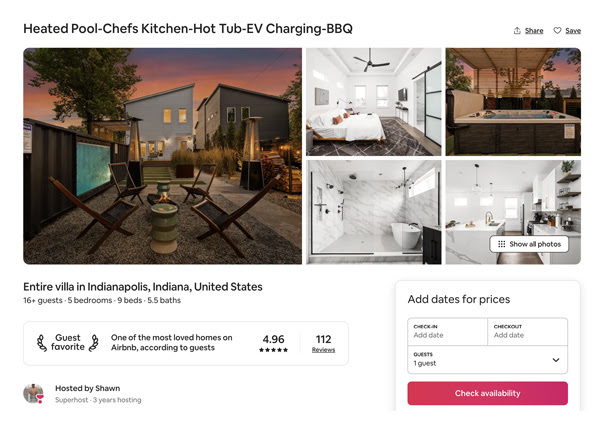 Heated Pool-Chefs Kitchen-Hot Tub-EV Charging-BBQ
Share
Save
Show all photos
Entire villa in Indianapolis, Indiana, United States
16+ guests · 5 bedrooms · 9 beds · 5.5 baths
Guest
favorite
One of the most loved homes on
Airbnb, according to guests
4.96
112
Reviews
Hosted by Shawn
Superhost · 3 years hosting
Add dates for prices
CHECK-IN
Add date
CHECKOUT
Add date
GUESTS
1 guest
Check availability